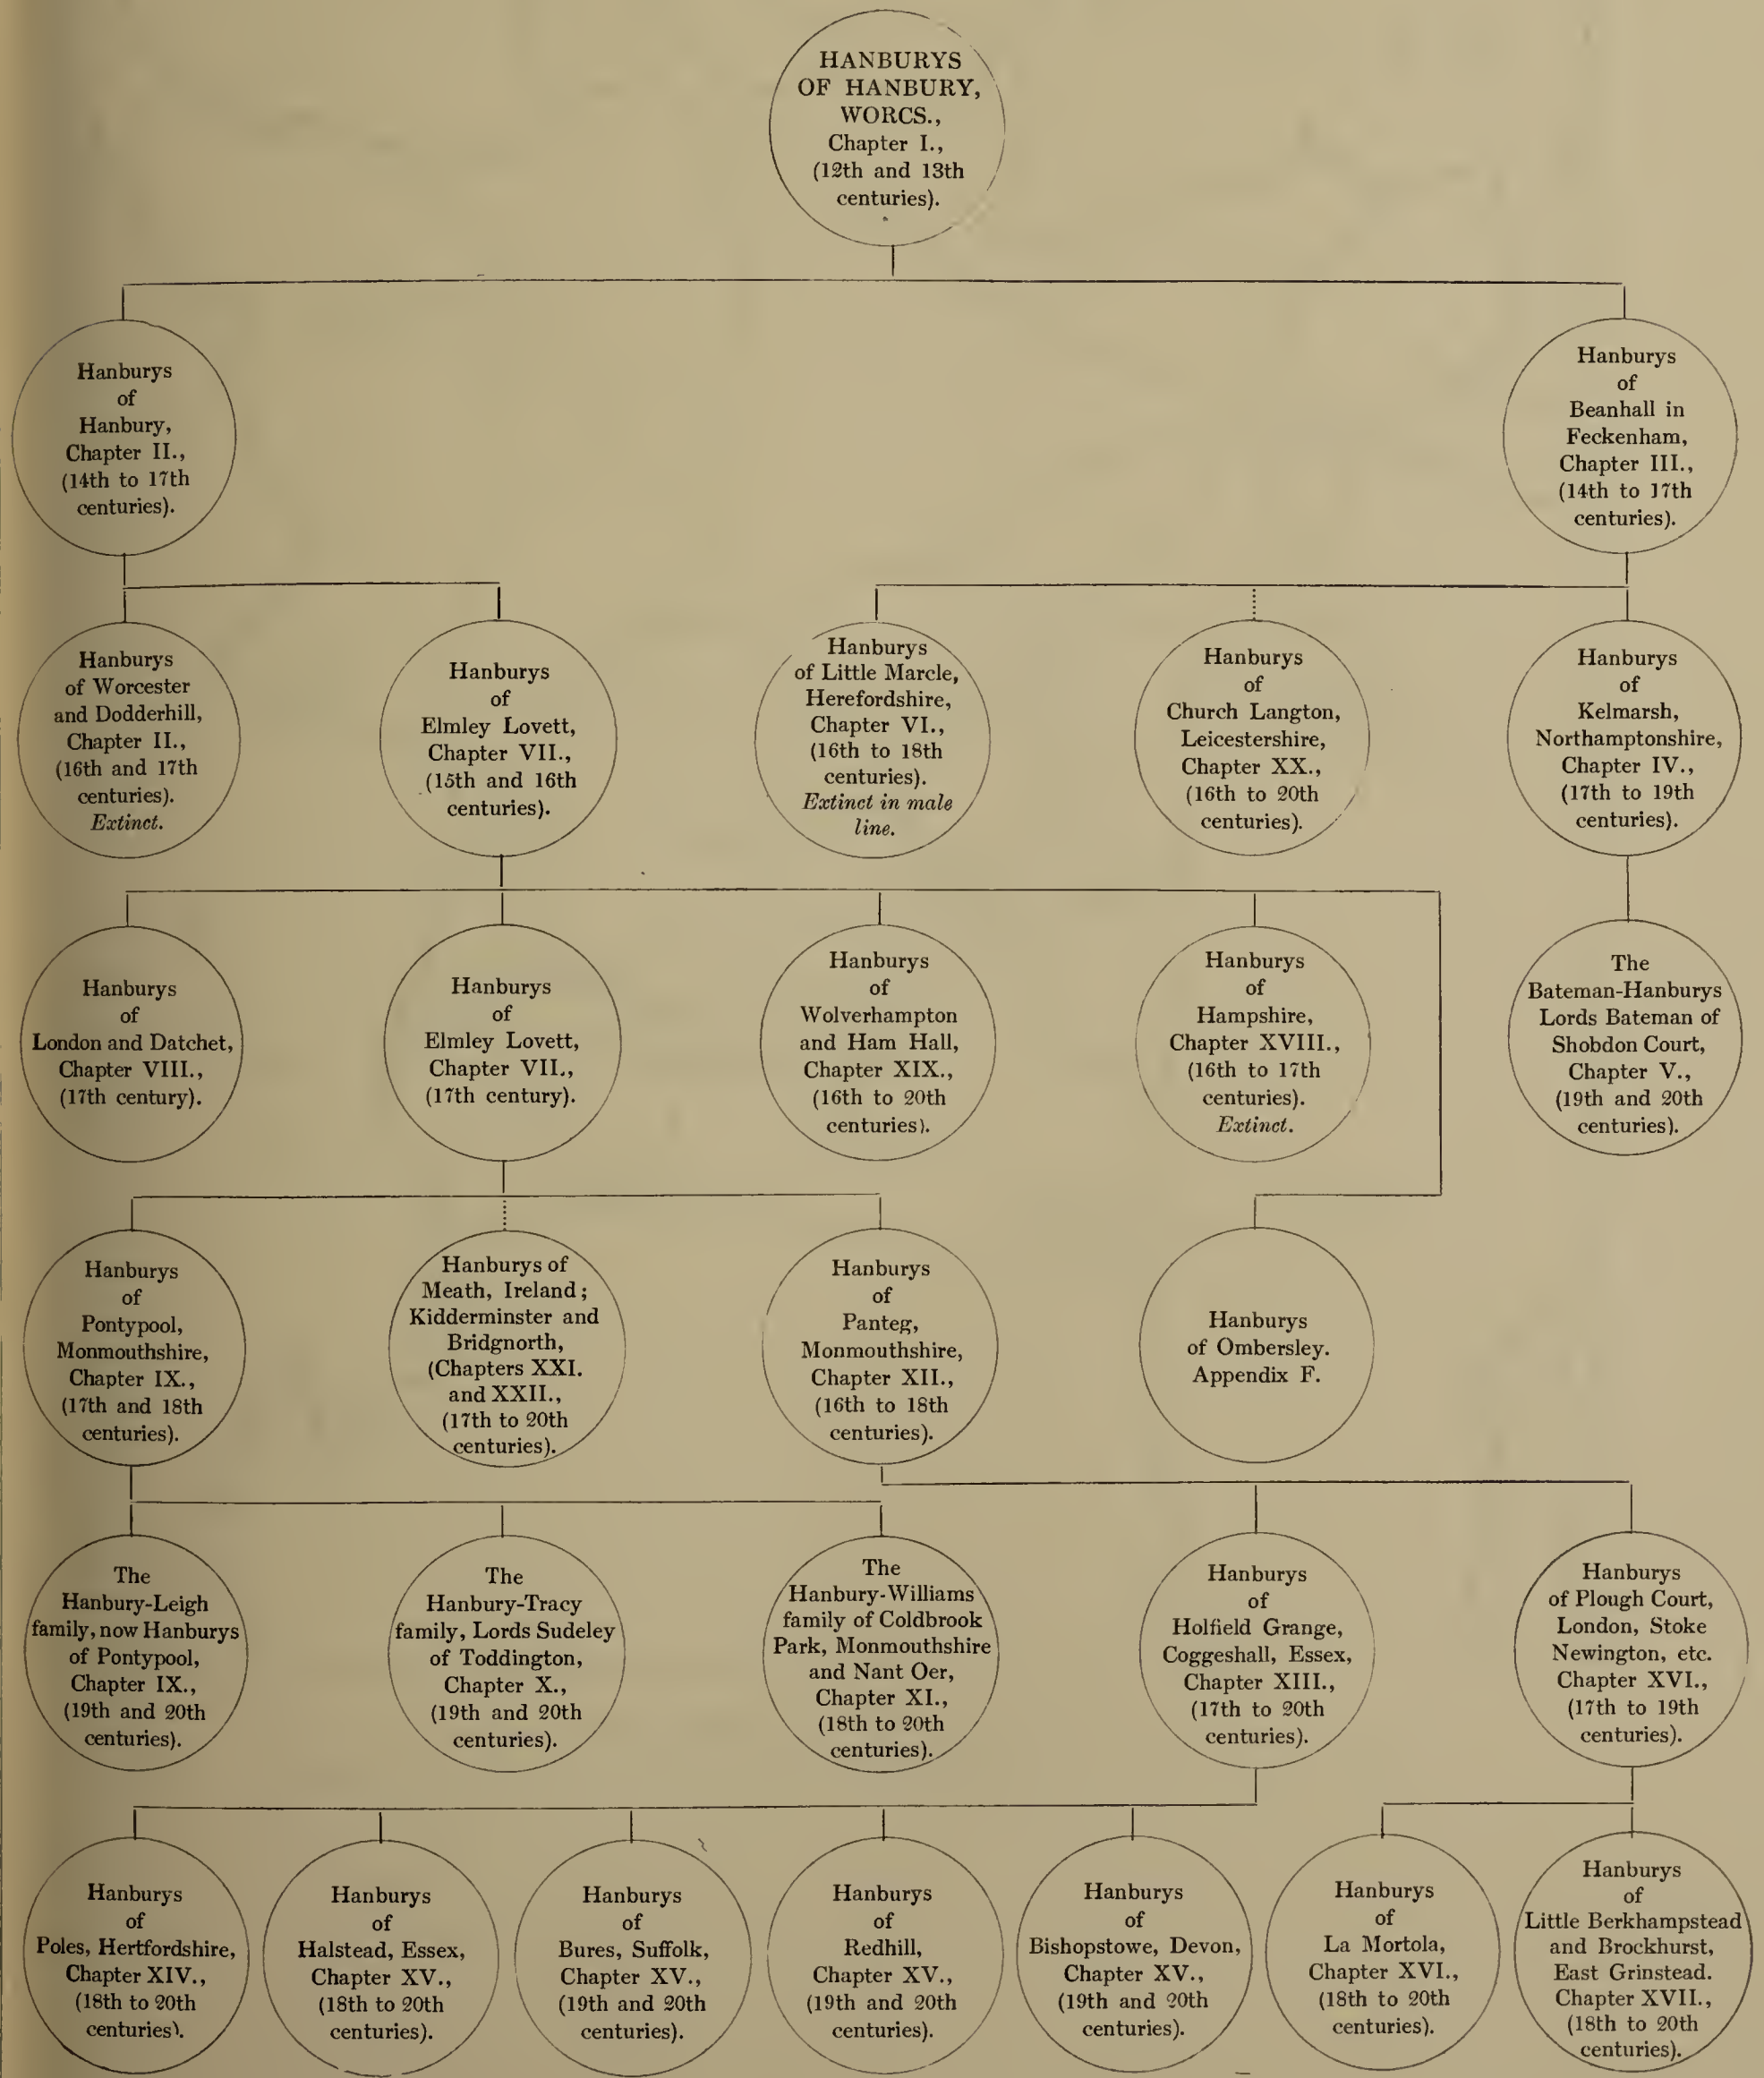 HANBURYS
OF HANBURY,
WORCS.,
Chapter I.,
(12th and 13th
centuries).
Hanburys
of
Hanbury,
Chapter II.,
(14th to 17th
centuries).
Hanburys
of
Beanhall in
Feckenham,
Chapter III.,
(14th to 17th
centuries).
Hanburys
of Worcester
and Dodderhill,
Chapter II.,
(16th and 17th
centuries).
Extinct.
Hanburys
of
Elmley Lovett,
Chapter VII.,
(15th and 16th
centuries).
Hanburys
of Little Marcle,
Herefordshire,
Chapter VI.,
(16th to 18th
centuries).
Extinct in male
line.
Hanburys
of
Church Langton,
Leicestershire,
Chapter XX.,
(16th to 20th
centuries).
Hanburys
of
Kelmarsh,
Northamptonshire,
Chapter IV.,
(17th to 19th
centuries).
Hanburys
of
London and Datchet,
Chapter VIII.,
(17th century).
Hanburys
of
Elmley Lovett,
Chapter VII.,
(17th century).
Hanburys
of
Wolverhampton
and Ham Hall,
Chapter XIX.,
(16th to 20th
centuries).
Hanburys
of
Hampshire,
Chapter XVIII.,
(16th to 17th
centuries).
Extinct.
The
Bateman-Hanburys
Lords Bateman of
Shobdon Court,
Chapter V.,
(19th and 20th
centuries).
Hanburys
of
Pontypool,
Monmouthshire,
Chapter IX.,
(17th and 18th
centuries).
Hanburys of
Meath, Ireland;
Kidderminster and
Bridgnorth,
(Chapters XXI.
and XXII.,
(17th to 20th
centuries).
Hanburys
of
Panteg,
Monmouthshire,
Chapter XII.,
(16th to 18th
centuries).
Hanburys
of Ombersley.
Appendix F.
The
Hanbury-Leigh
family, now Hanburys
of Pontypool,
Chapter IX.,
(19th and 20th
centuries).
The
Hanbury-Tracy
family, Lords Sudeley
of Toddington,
Chapter X.,
(19th and 20th
centuries).
The
Hanbury-Williams
family of Coldbrook
Park, Monmouthshire
and Nant Oer,
Chapter XI.,
(18th to 20th
centuries).
Hanburys
of
Holfield Grange,
Coggeshall, Essex,
Chapter XIII.,
(17th to 20th
centuries).
Hanburys
of Plough Court,
London, Stoke
Newington, etc.
Chapter XVI.,
(17th to 19th
centuries).
Hanburys
of
Poles, Hertfordshire,
Chapter XIV.,
(18th to 20th
centuries).
Hanburys
of
Halstead, Essex,
Chapter XV.,
(18th to 20th
centuries).
Hanburys
of
Bures, Suffolk,
Chapter XV.,
(19th and 20th
centuries).
Hanburys
of
Redhill,
Chapter XV.,
(19th and 20th
centuries).
Hanburys
of
Bishopstowe, Devon,
Chapter XV.,
(19th and 20th
centuries).
Hanburys
of
La Mortola,
Chapter XVI.,
(18th to 20th
centuries).
Hanburys
of
Little Berkhampstead
and Brockhurst,
East Grinstead.
Chapter XVII.,
(18th to 20th
centuries).